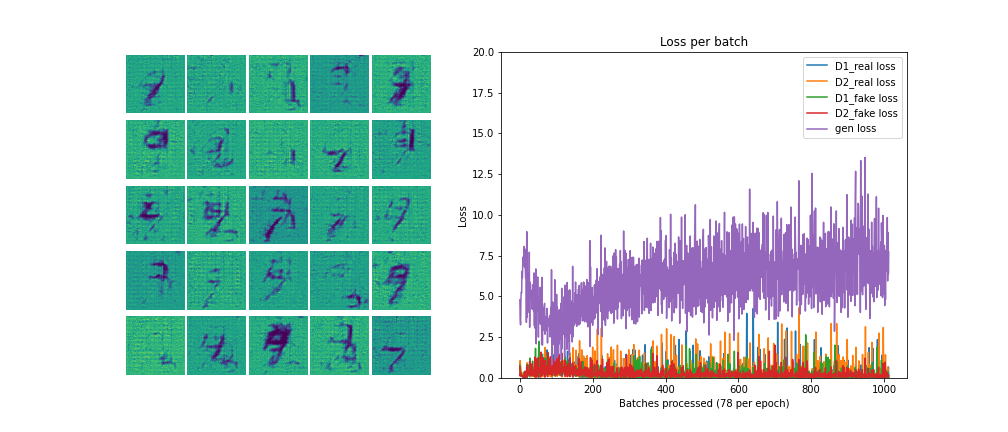 Loss per batch
20.0
17.5
15.0
12.5
10.0
7.5
5.0
2.5
0.0
Loss
D1_real loss
D2_real loss
D1_fake loss
D2_fake loss
gen loss
0 200 400 600 800 1000
Batches processed (78 per epoch)